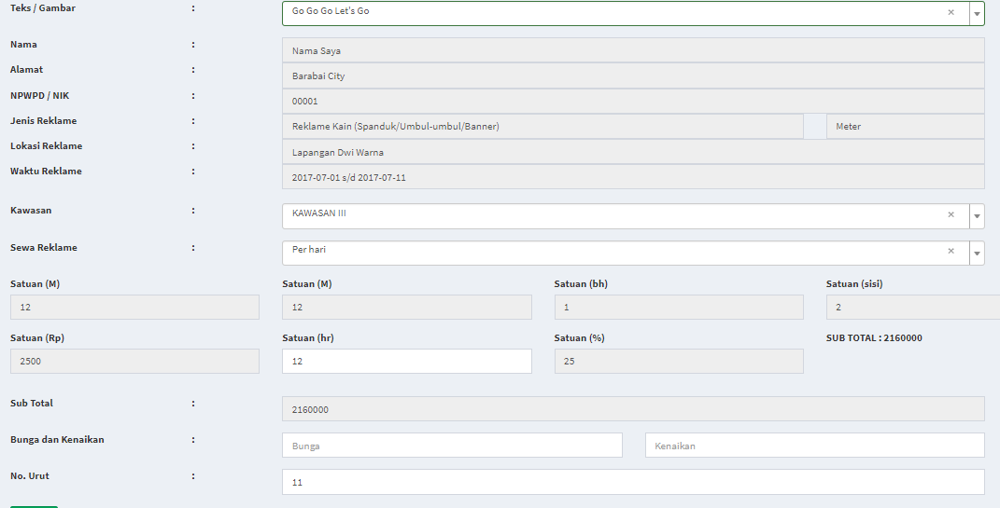 Teks / Gambar : Go Go Go Let's Go ×
Nama : Nama Saya
Alamat : Barabai City
NPWPD / NIK : 00001
Jenis Reklame : Reklame Kain (Spanduk/Umbul-umbul/Banner) Meter
Lokasi Reklame : Lapangan Dwi Warna
Waktu Reklame : 2017-07-01 s/d 2017-07-11
Kawasan : KAWASAN III ×
Sewa Reklame : Per hari ×
Satuan (M) Satuan (M) Satuan (bh) Satuan (sisi)
12 12 1 2
Satuan (Rp) Satuan (hr) Satuan (%) SUB TOTAL : 2160000
2500 12 25
Sub Total : 2160000
Bunga dan Kenaikan : Bunga Kenaikan
No. Urut : 11